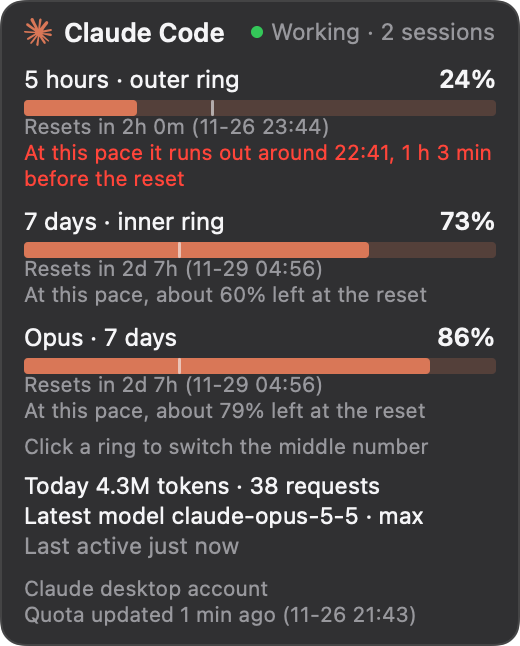 Claude Code
Working · 2 sessions
5 hours · outer ring
24%
Resets in 2h 0m (11-26 23:44)
At this pace it runs out around 22:41, 1 h 3 min
before the reset
7 days · inner ring
73%
Resets in 2d 7h (11-29 04:56)
At this pace, about 60% left at the reset
Opus · 7 days
86%
Resets in 2d 7h (11-29 04:56)
At this pace, about 79% left at the reset
Click a ring to switch the middle number
Today 4.3M tokens · 38 requests
Latest model claude-opus-5-5 · max
Last active just now
Claude desktop account
Quota updated 1 min ago (11-26 21:43)